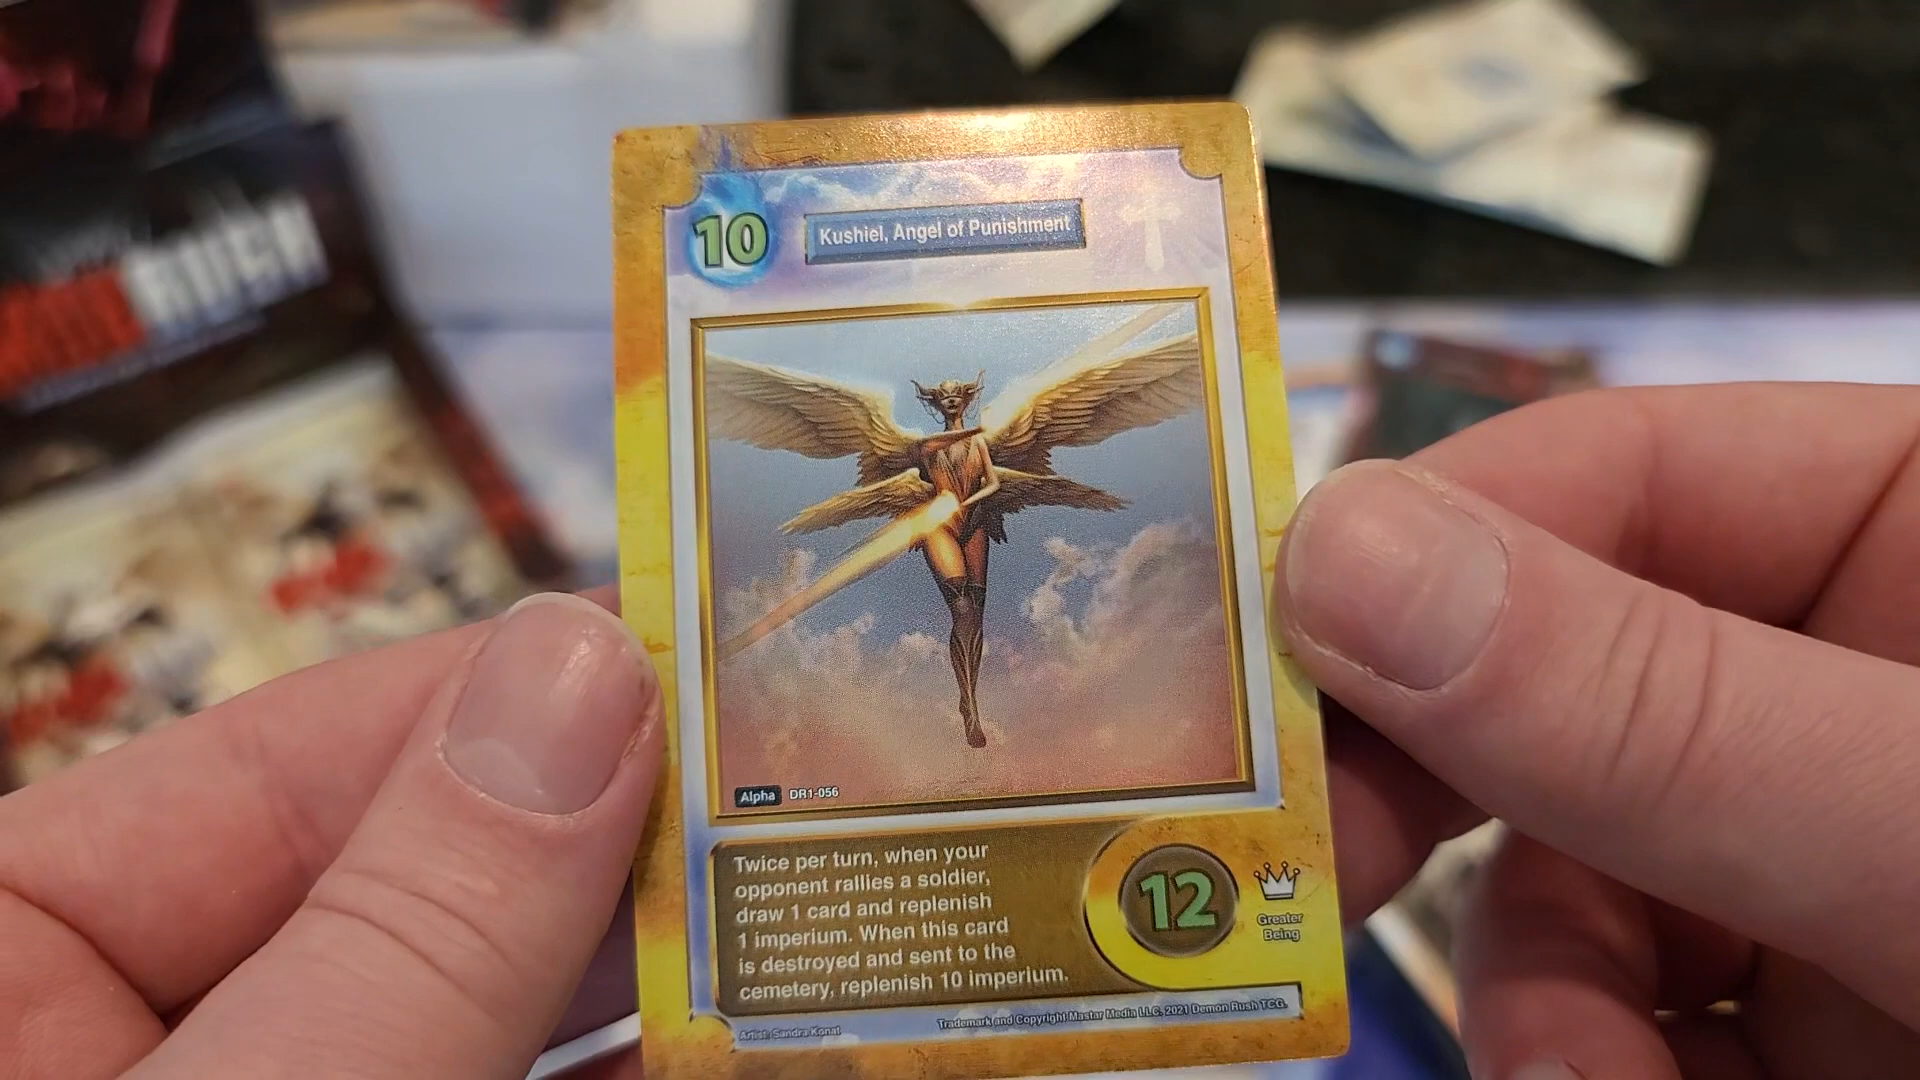 10
Kushiel, Angel of Punishment
Alpha DR1-056
Twice per turn, when your
opponent rallies a soldier,
draw 1 card and replenish
1 imperium. When this card
is destroyed and sent to the
cemetery, replenish 10 imperium.
12
Greater
Being
Artist: Sandra Konat
Trademark and Copyright Mastar Media LLC, 2021 Demon Rush TCG.
RUSH